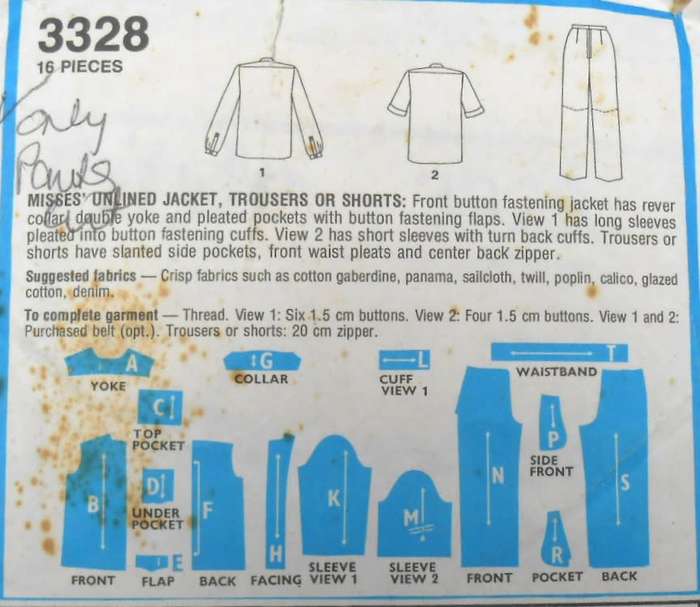 3328
16 PIECES
only
Pants
cut
1
2
MISSES' UNLINED JACKET, TROUSERS OR SHORTS: Front button fastening jacket has rever
collar, double yoke and pleated pockets with button fastening flaps. View 1 has long sleeves
pleated into button fastening cuffs. View 2 has short sleeves with turn back cuffs. Trousers or
shorts have slanted side pockets, front waist pleats and center back zipper.
Suggested fabrics — Crisp fabrics such as cotton gaberdine, panama, sailcloth, twill, poplin, calico, glazed
cotton, denim.
To complete garment — Thread. View 1: Six 1.5 cm buttons. View 2: Four 1.5 cm buttons. View 1 and 2:
Purchased belt (opt.). Trousers or shorts: 20 cm zipper.
A
YOKE
G
COLLAR
L
CUFF
VIEW 1
T
WAISTBAND
C
TOP
POCKET
B
FRONT
D
UNDER
POCKET
E
FLAP
F
BACK
H
FACING
K
SLEEVE
VIEW 1
M
SLEEVE
VIEW 2
N
FRONT
P
SIDE
FRONT
R
POCKET
S
BACK